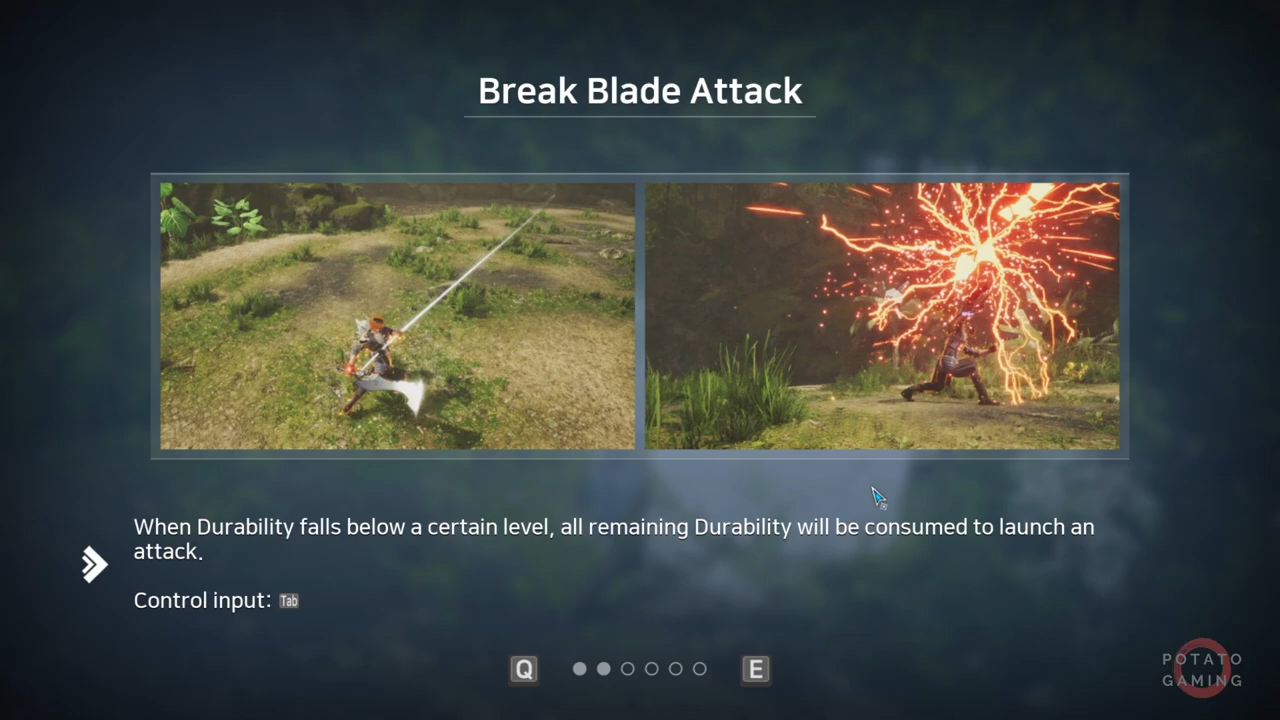 Break Blade Attack
When Durability falls below a certain level, all remaining Durability will be consumed to launch an
attack.
Control input: Tab
Q E
POTATO
GAMING